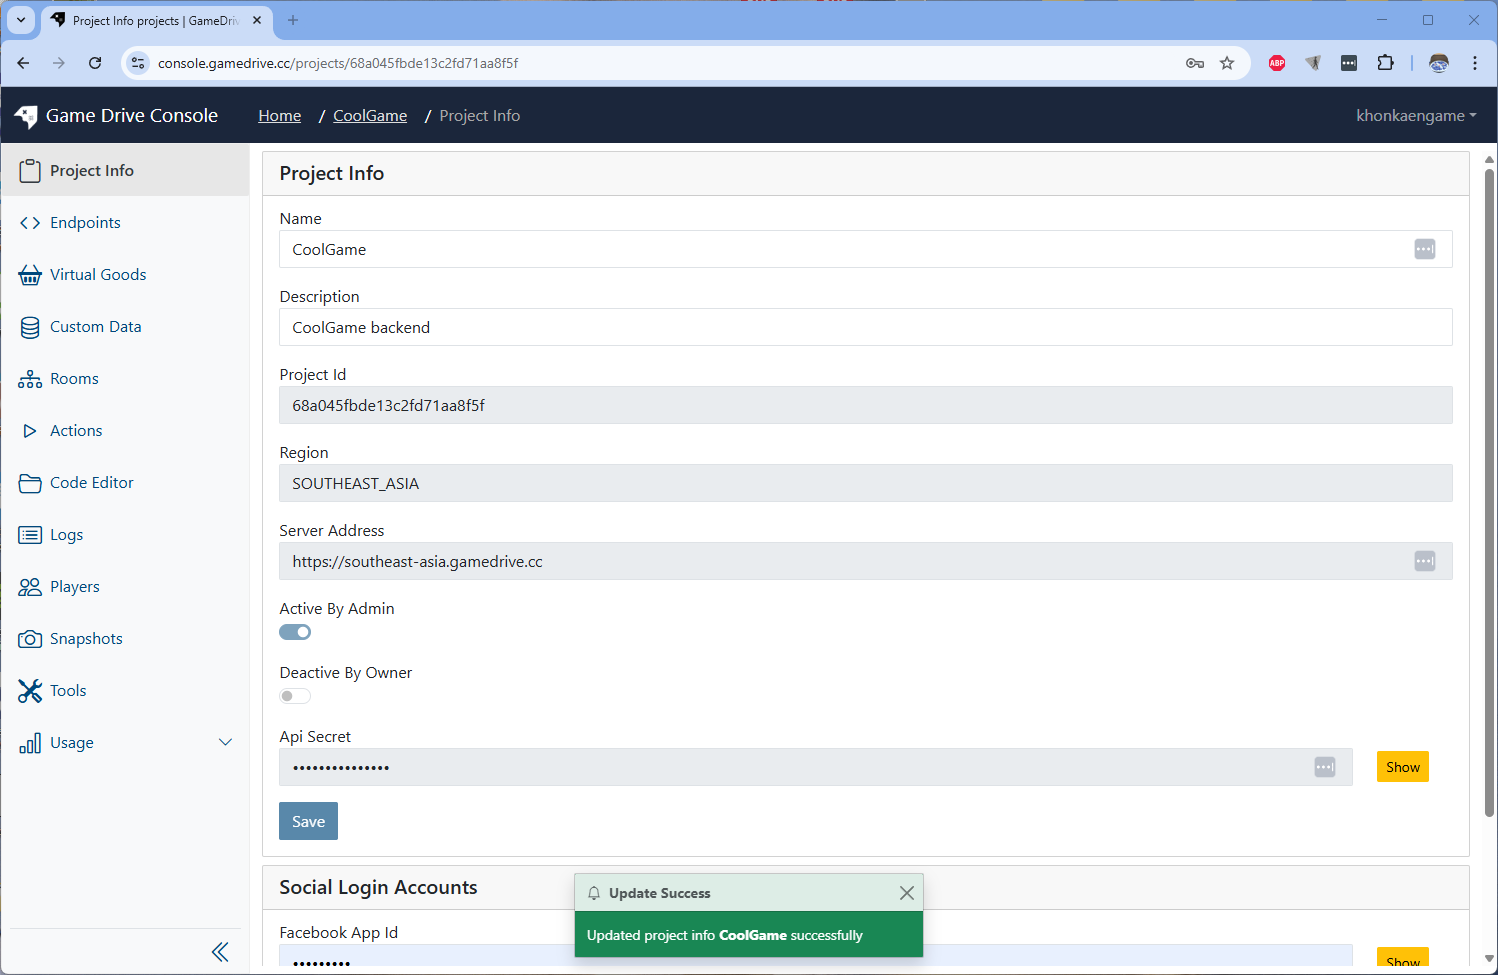 Project Info projects | GameDriv
console.gamedrive.cc/projects/68a045fbde13c2fd71aa8f5f
ABP
Game Drive Console
Home / CoolGame / Project Info
khonkaengame
Project Info
Endpoints
Virtual Goods
Custom Data
Rooms
Actions
Code Editor
Logs
Players
Snapshots
Tools
Usage
Project Info
Name
CoolGame
Description
CoolGame backend
Project Id
68a045fbde13c2fd71aa8f5f
Region
SOUTHEAST_ASIA
Server Address
https://southeast-asia.gamedrive.cc
Active By Admin
Deactive By Owner
Api Secret
•••••••••••••••
Show
Save
Social Login Accounts
Update Success
Updated project info CoolGame successfully
Facebook App Id
•••••••••
Show